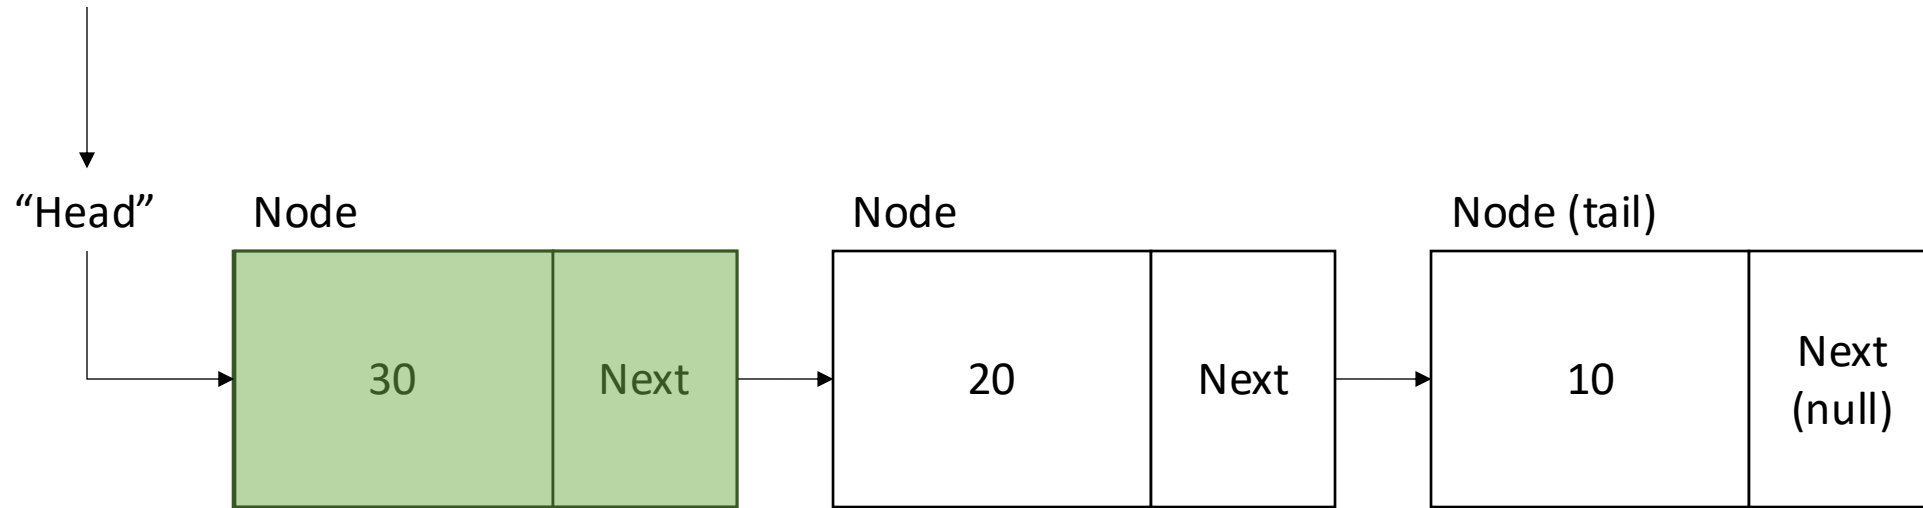 “Head”
Node
Node
Node (tail)
30
Next
20
Next
10
Next
(null)